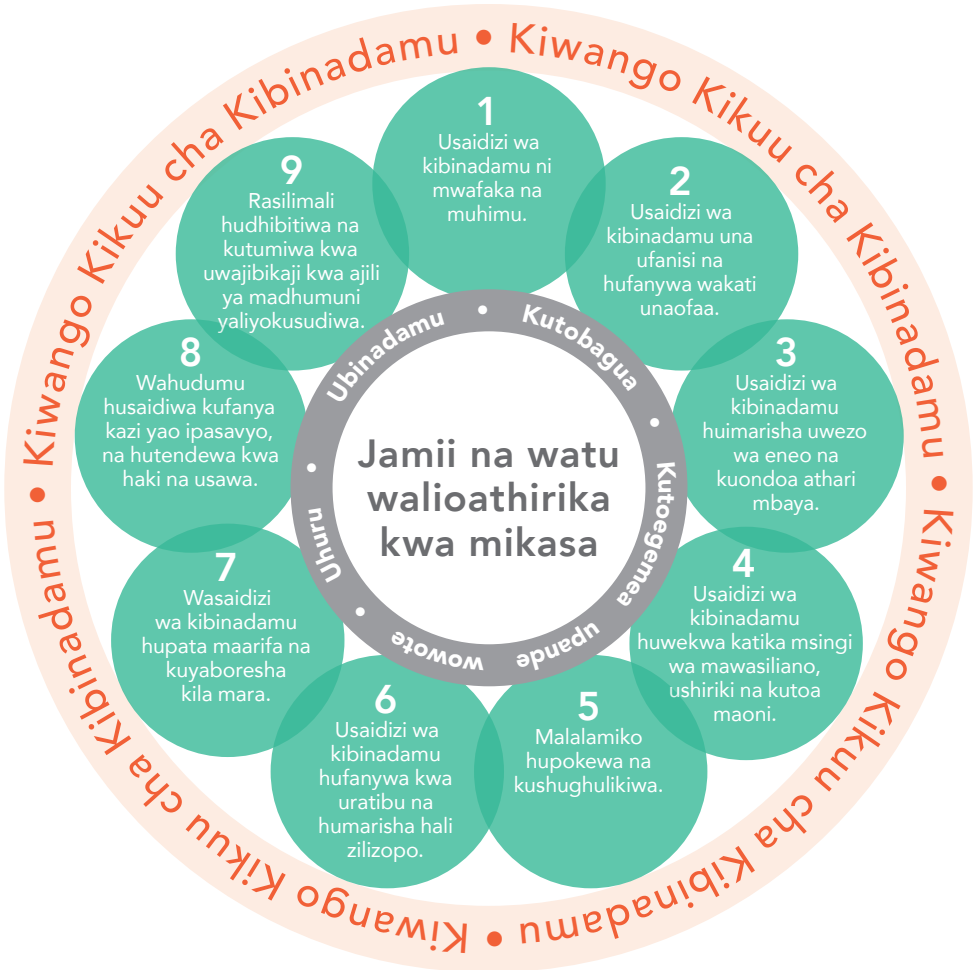 Kiwango Kikuu cha Kibinadamu • Kiwango Kikuu cha Kibinadamu • Kiwango Kikuu cha Kibinadamu • Kiwango Kikuu cha Kibinadamu • Kiwango Kikuu cha Kibinadamu •
1
Usaidizi wa
kibinadamu ni
mwafaka na
muhimu.
2
Usaidizi wa
kibinadamu una
ufanisi na
hufanywa wakati
unaofaa.
3
Usaidizi wa
kibinadamu
huimarisha uwezo
wa eneo na
kuondoa athari
mbaya.
4
Usaidizi wa
kibinadamu
huwekwa katika msingi
wa mawasiliano,
ushiriki na kutoa
maoni.
5
Malalamiko
hupokewa na
kushughulikiwa.
6
Usaidizi wa
kibinadamu
hufanywa kwa
uratibu na
humarisha hali
zilizopo.
7
Wasaidizi
wa kibinadamu
hupata maarifa na
kuyaboresha
kila mara.
8
Wahudumu
husaidiwa kufanya
kazi yao ipasavyo,
na hutendewa kwa
haki na usawa.
9
Rasilimali
hudhibitiwa na
kutumiwa kwa
uwajibikaji kwa ajili
ya madhumuni
yaliyokusudiwa.
Ubinadamu • Kutobagua • Kutoegemea upande wowote • Uhuru •
Jamii na watu
walioathirika
kwa mikasa